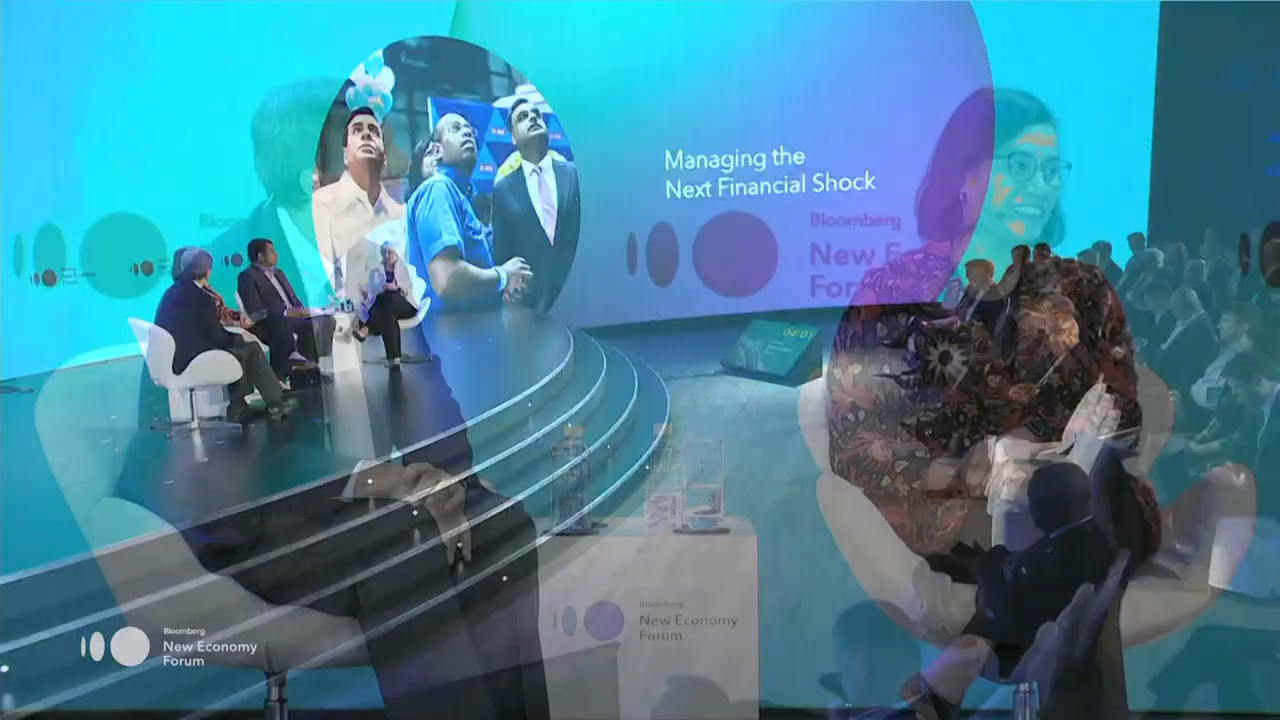 Managing the
Next Financial Shock
Bloomberg
New E
For
Bloomberg
New Economy
Forum
Bloomberg
New Economy
Forum